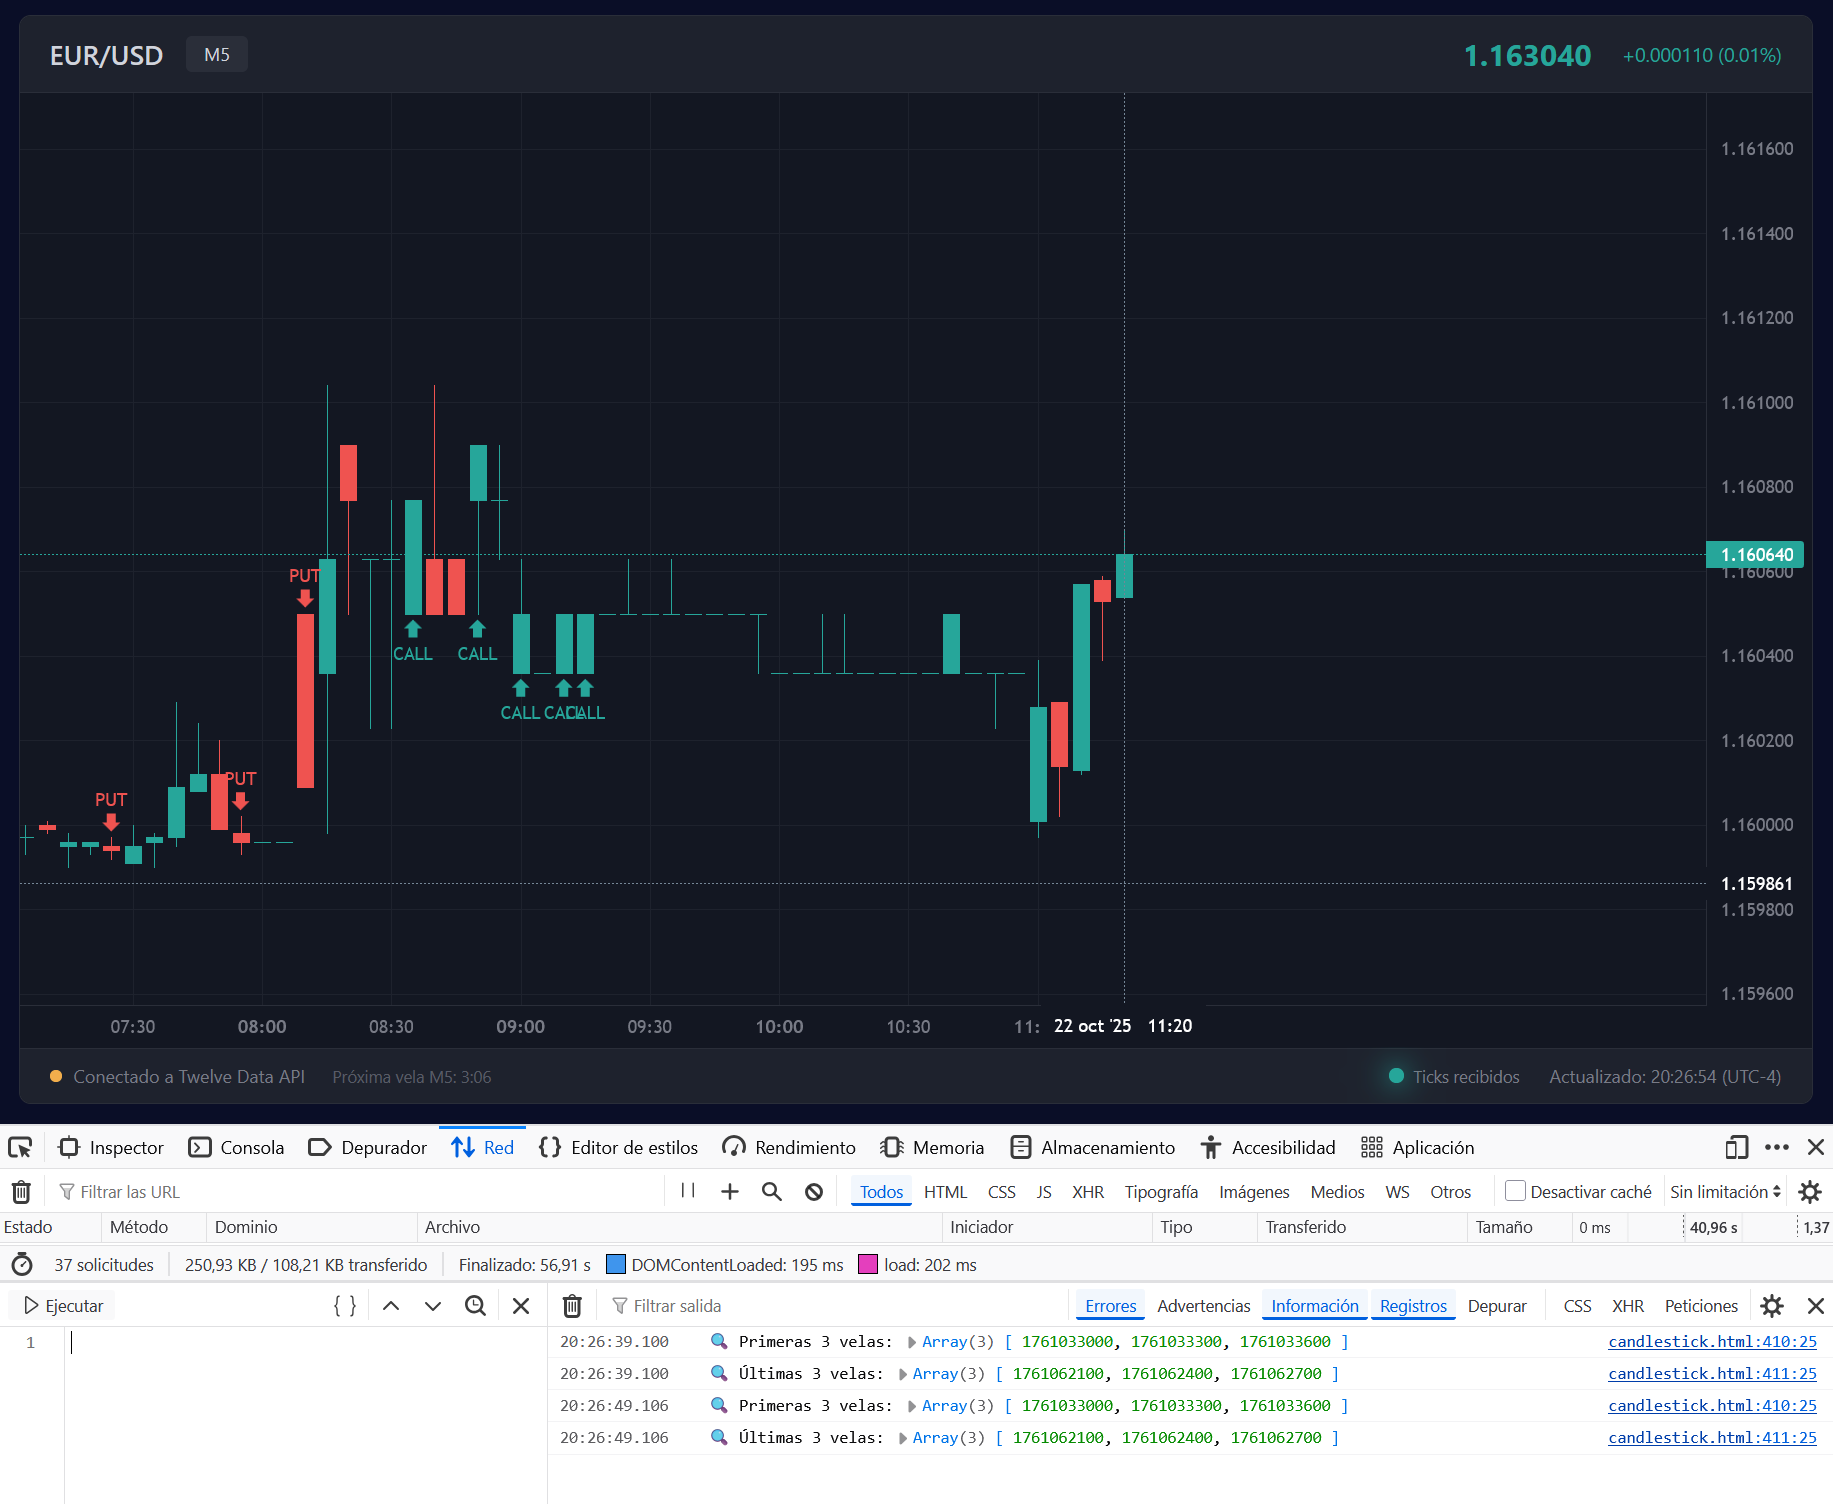 EUR/USD M5 1.163040 +0.000110 (0.01%)
1.161600
1.161400
1.161200
1.161000
1.160800
1.160640
1.160600
1.160400
1.160200
1.160000
1.159861
1.159800
1.159600
PUT
CALL CALL
CALL CALL CALL
PUT
PUT
07:30 08:00 08:30 09:00 09:30 10:00 10:30 11: 22 oct '25 11:20
Conectado a Twelve Data API Próxima vela M5: 3:06 Ticks recibidos Actualizado: 20:26:54 (UTC-4)
Inspector Consola Depurador Red Editor de estilos Rendimiento Memoria Almacenamiento Accesibilidad Aplicación
Filtrar las URL Todos HTML CSS JS XHR Tipografía Imágenes Medios WS Otros Desactivar caché Sin limitación
Estado Método Dominio Archivo Iniciador Tipo Transferido Tamaño 0 ms 40,96 s 1,37
37 solicitudes 250,93 KB / 108,21 KB transferido Finalizado: 56,91 s DOMContentLoaded: 195 ms load: 202 ms
Ejecutar { } Filtrar salida Errores Advertencias Información Registros Depurar CSS XHR Peticiones
1
20:26:39.100 Primeras 3 velas: Array(3) [ 1761033000, 1761033300, 1761033600 ] candlestick.html:410:25
20:26:39.100 Últimas 3 velas: Array(3) [ 1761062100, 1761062400, 1761062700 ] candlestick.html:411:25
20:26:49.106 Primeras 3 velas: Array(3) [ 1761033000, 1761033300, 1761033600 ] candlestick.html:410:25
20:26:49.106 Últimas 3 velas: Array(3) [ 1761062100, 1761062400, 1761062700 ] candlestick.html:411:25